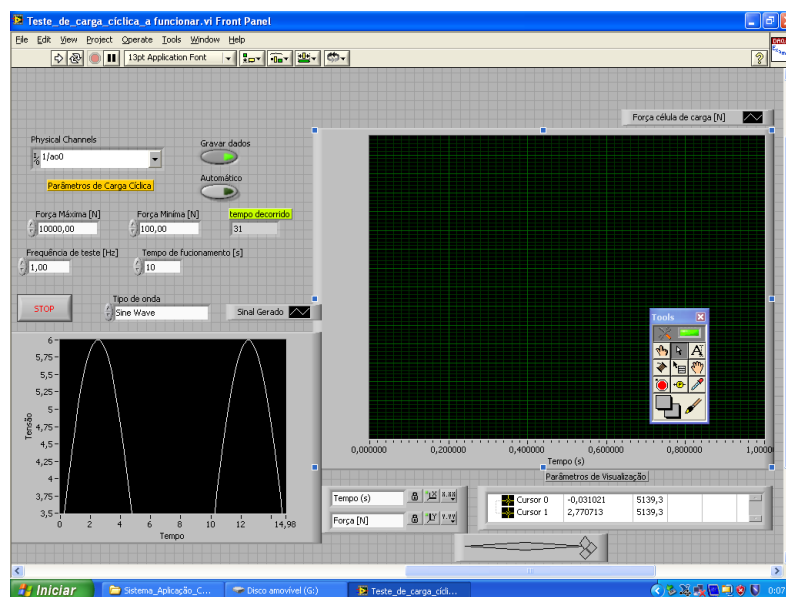 Teste_de_carga_cíclica_a funcionar.vi Front Panel
File Edit View Project Operate Tools Window Help
13pt Application Font
Força célula de carga [N]
Physical Channels
1/ao0
Gravar dados
Automático
Parâmetros de Carga Cíclica
Força Máxima [N] Força Miníma [N] tempo decorrido
10000,00 100,00 31
Frequência de teste [Hz] Tempo de fucionamento [s]
1,00 10
STOP
Tipo de onda
Sine Wave
Sinal Gerado
Tools
6
5,75
5,5
5,25
5
4,75
4,5
4,25
4
3,75
3,5
Tensão
0 2 4 6 8 10 12 14,98
Tempo
0,000000 0,200000 0,400000 0,600000 0,800000 1,0000
Tempo (s)
Parâmetros de Visualização
Tempo (s)
Força [N]
Cursor 0 -0,031021 5139,3
Cursor 1 2,770713 5139,3
Iniciar Sistema_Aplicação_C... Disco amovível (G:) Teste_de_carga_cícli... 0:07